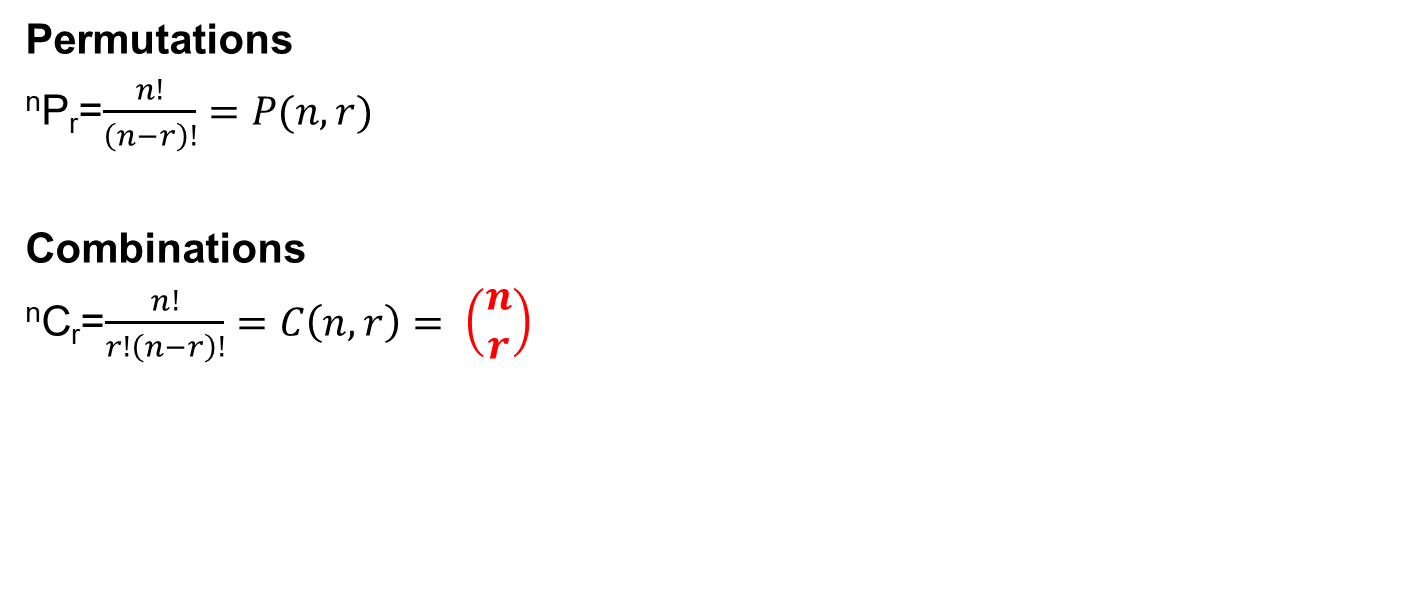 Permutations
ⁿPᵣ=n!/(n−r)! = P(n, r)
Combinations
ⁿCᵣ=n!/r!(n−r)! = C(n, r) = (n r)